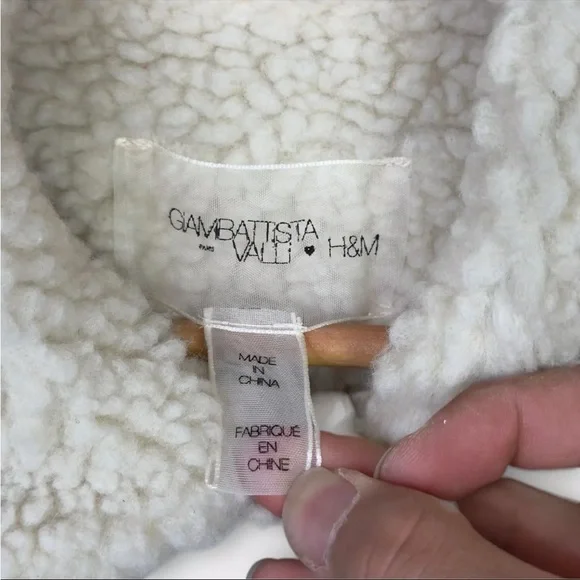 GIAMBATTISTA
PARIS VALLI ♥ H&M
MADE
IN
CHINA
FABRIQUÉ
EN
CHINE